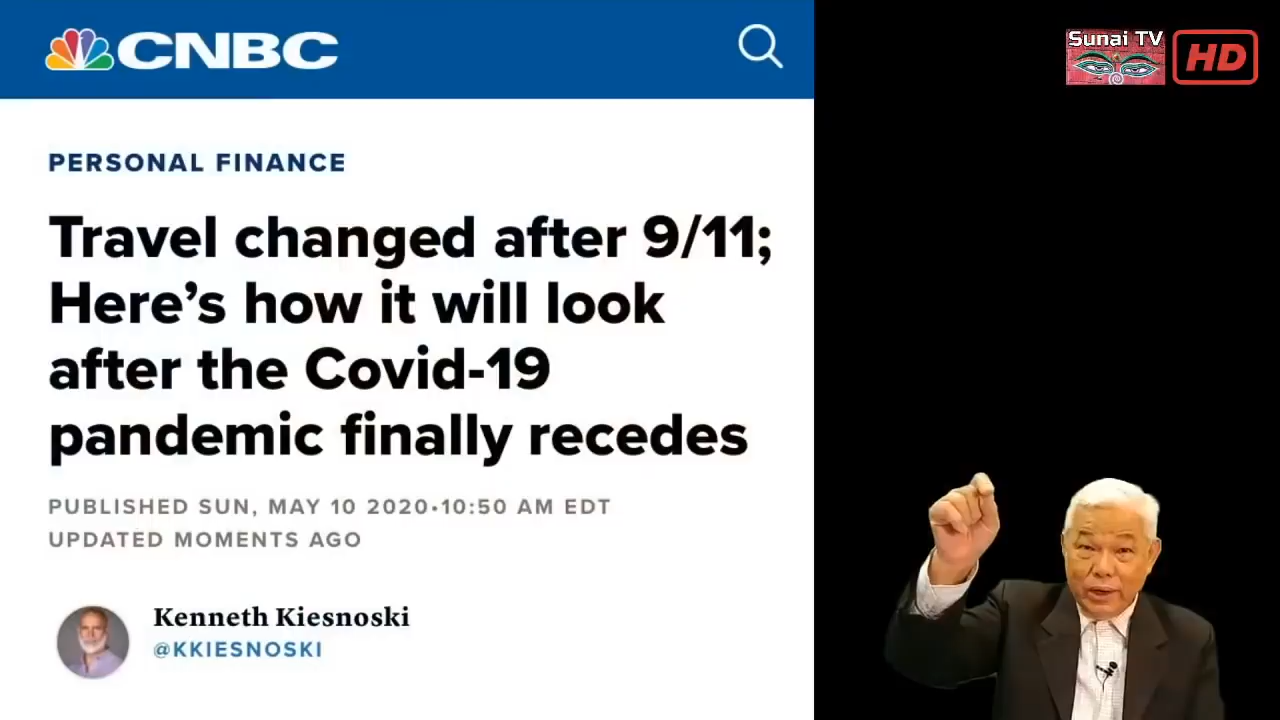 CNBC
PERSONAL FINANCE
Travel changed after 9/11;
Here’s how it will look
after the Covid-19
pandemic finally recedes
PUBLISHED SUN, MAY 10 2020•10:50 AM EDT
UPDATED MOMENTS AGO
Kenneth Kiesnoski
@KKIESNOSKI
Sunai TV
HD